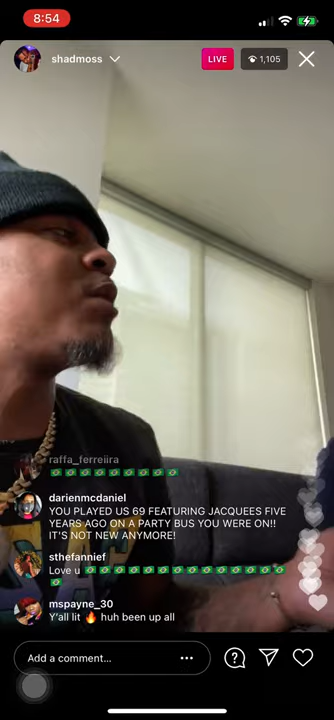 8:54
shadmoss
LIVE
1,105
raffa_ferreiira
🇧🇷🇧🇷🇧🇷🇧🇷🇧🇷🇧🇷🇧🇷🇧🇷🇧🇷
darienmcdaniel
YOU PLAYED US 69 FEATURING JACQUEES FIVE
YEARS AGO ON A PARTY BUS YOU WERE ON!!
IT'S NOT NEW ANYMORE!
sthefannief
Love u 🇧🇷🇧🇷🇧🇷🇧🇷🇧🇷🇧🇷🇧🇷🇧🇷🇧🇷🇧🇷🇧🇷🇧🇷🇧🇷🇧🇷
🇧🇷
mspayne_30
Y'all lit 🔥 huh been up all
Add a comment...